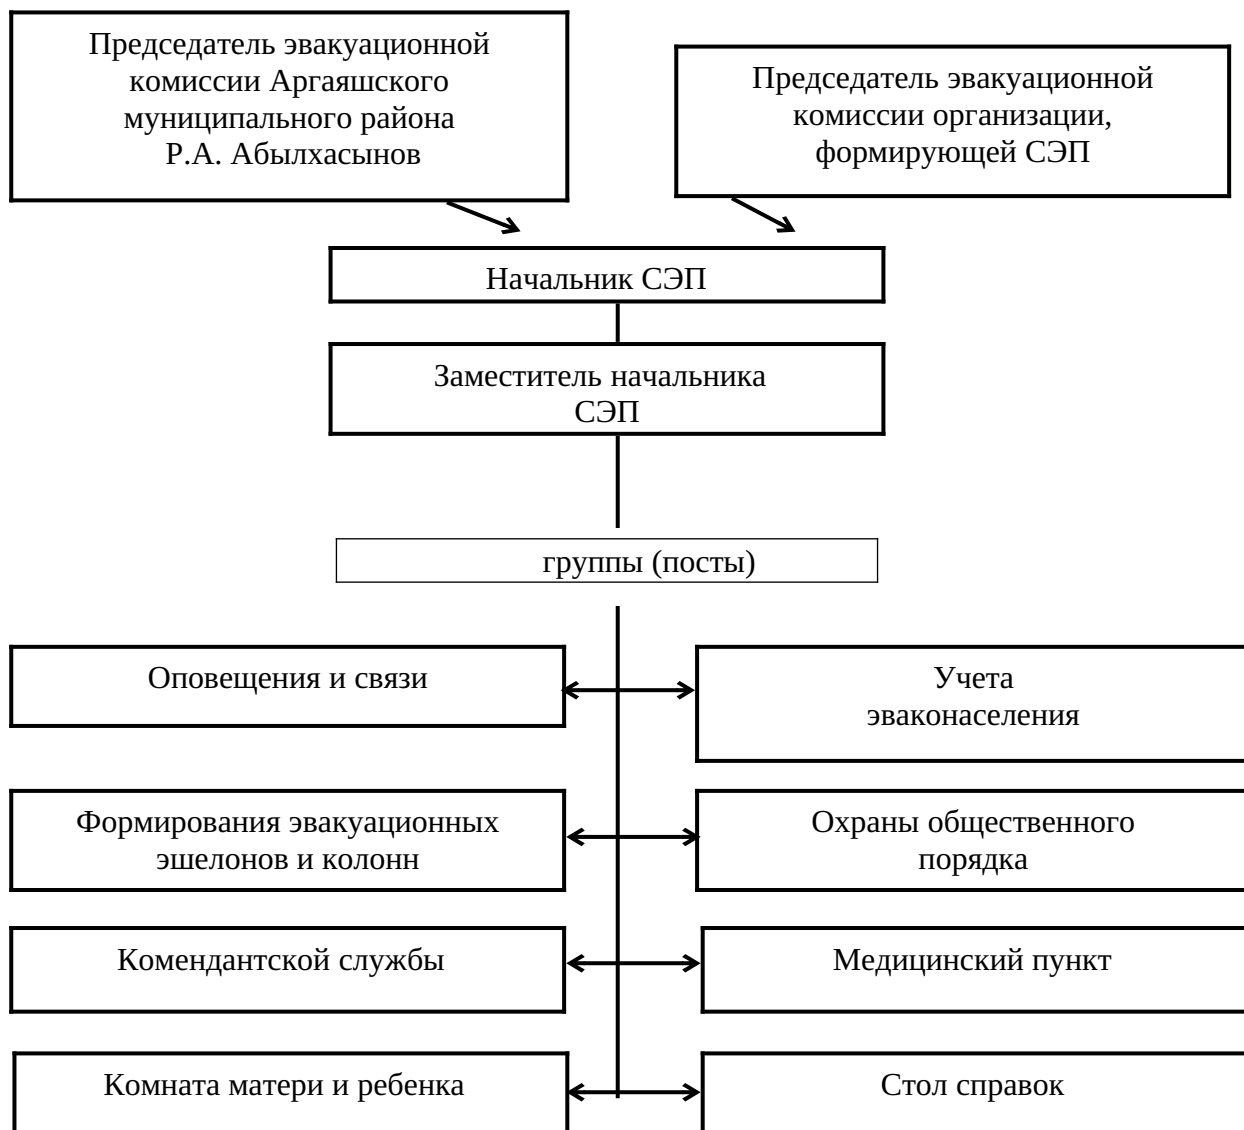 Председатель эвакуационной
комиссии Аргаяшского
муниципального района
Р.А. Абылхасынов
Председатель эвакуационной
комиссии организации,
формирующей СЭП
Начальник СЭП
Заместитель начальника
СЭП
группы (посты)
Оповещения и связи
Учета
эваконаселения
Формирования эвакуационных
эшелонов и колонн
Охраны общественного
порядка
Комендантской службы
Медицинский пункт
Комната матери и ребенка
Стол справок